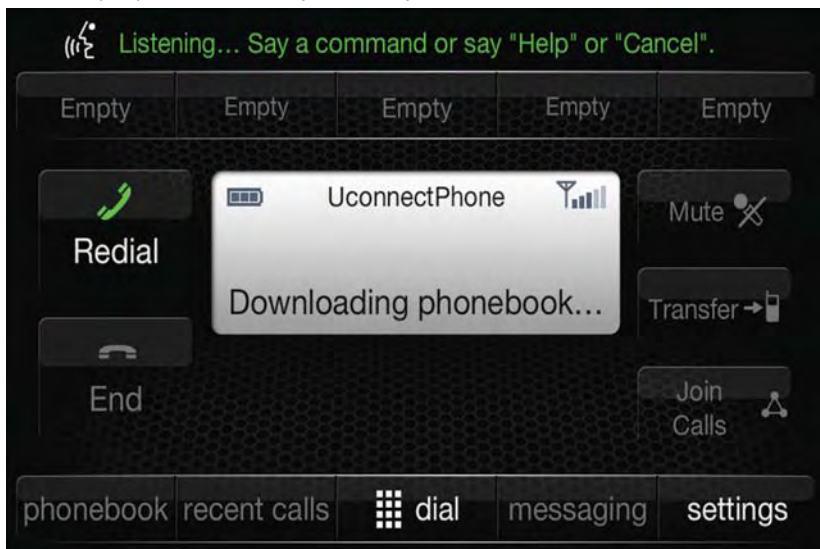 Listening... Say a command or say "Help" or "Cancel".
Empty Empty Empty Empty Empty
UconnectPhone
Redial
Mute
Downloading phonebook...
Transfer
End
Join
Calls
phonebook recent calls dial messaging settings